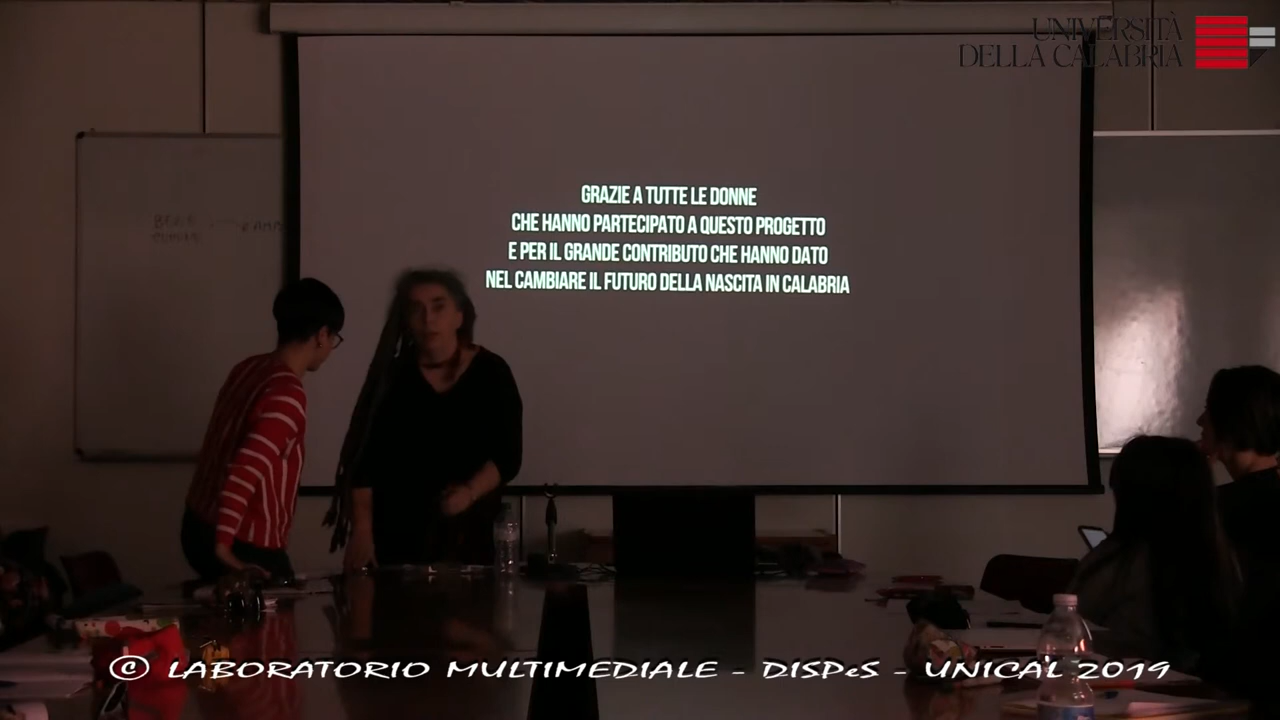 UNIVERSITÀ
DELLA CALABRIA
GRAZIE A TUTTE LE DONNE
CHE HANNO PARTECIPATO A QUESTO PROGETTO
E PER IL GRANDE CONTRIBUTO CHE HANNO DATO
NEL CAMBIARE IL FUTURO DELLA NASCITA IN CALABRIA
© LABORATORIO MULTIMEDIALE - DISPeS - UNICAL 2019